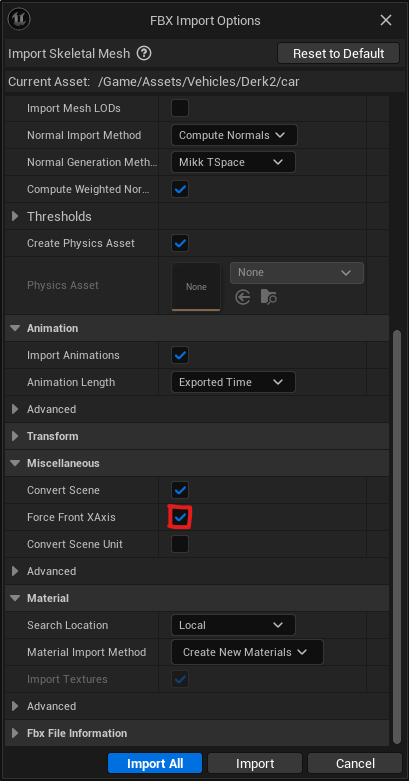 FBX Import Options
Import Skeletal Mesh ? Reset to Default
Current Asset: /Game/Assets/Vehicles/Derk2/car
Import Mesh LODs
Normal Import Method Compute Normals
Normal Generation Meth... Mikk TSpace
Compute Weighted Nor...
Thresholds
Create Physics Asset
Physics Asset None None
Animation
Import Animations
Animation Length Exported Time
Advanced
Transform
Miscellaneous
Convert Scene
Force Front XAxis
Convert Scene Unit
Advanced
Material
Search Location Local
Material Import Method Create New Materials
Import Textures
Advanced
Fbx File Information
Import All Import Cancel